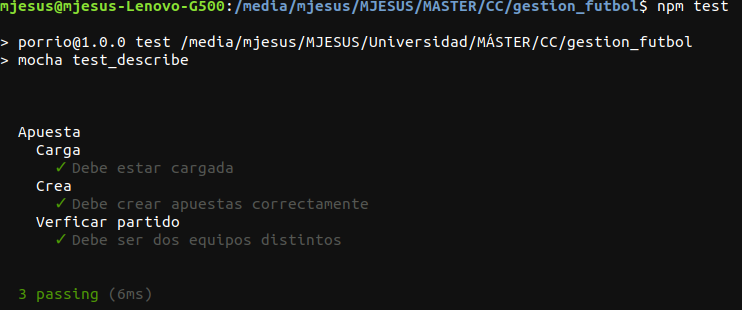 mjesus@mjesus-Lenovo-G500:/media/mjesus/MJESUS/MASTER/CC/gestion_futbol$ npm test
> porrio@1.0.0 test /media/mjesus/MJESUS/Universidad/MÁSTER/CC/gestion_futbol
> mocha test_describe
Apuesta
Carga
✓ Debe estar cargada
Crea
✓ Debe crear apuestas correctamente
Verficar partido
✓ Debe ser dos equipos distintos
3 passing (6ms)